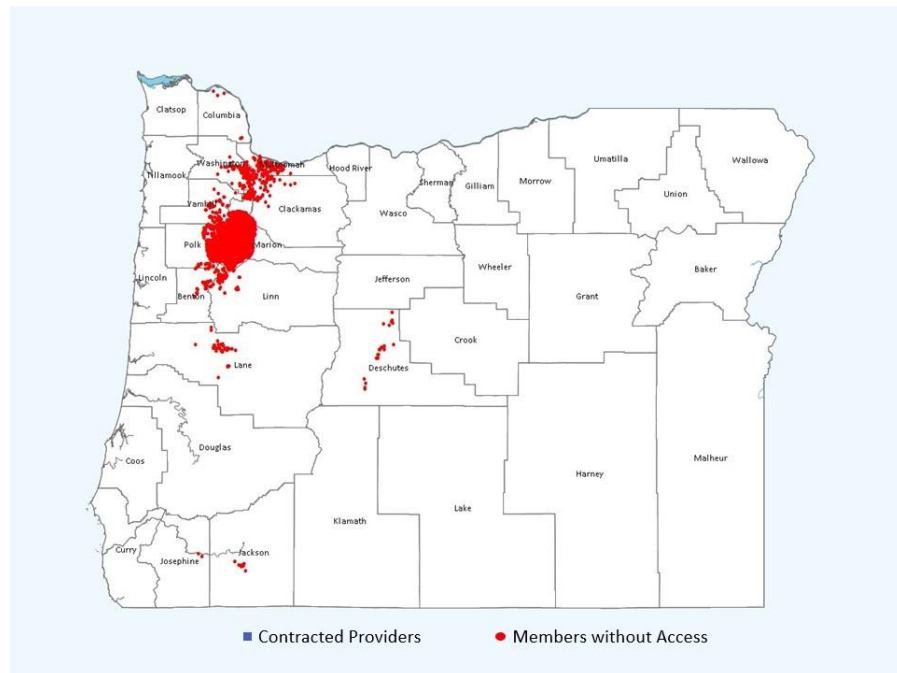 Clatsop
Columbia
Washington
Multnomah
Hood River
Tillamook
Sherman
Gilliam
Morrow
Umatilla
Wallowa
Union
Yamhill
Clackamas
Wasco
Polk
Marion
Wheeler
Baker
Lincoln
Jefferson
Benton
Linn
Grant
Crook
Lane
Deschutes
Douglas
Coos
Malheur
Harney
Lake
Klamath
Curry
Josephine
Jackson
Contracted Providers
Members without Access